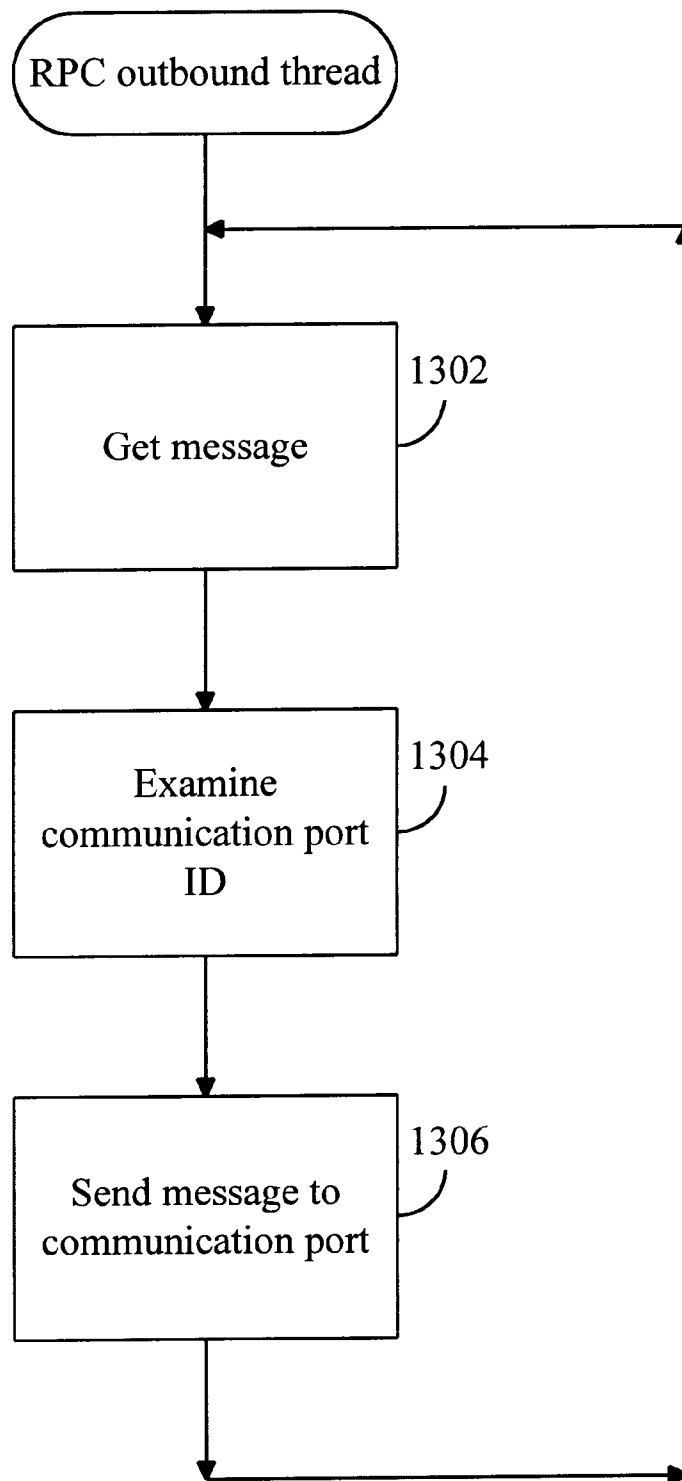 RPC outbound thread
1302
Get message
1304
Examine
communication port
ID
1306
Send message to
communication port